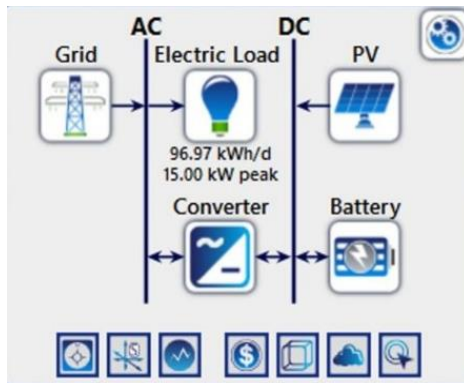 AC DC
Grid Electric Load PV
96.97 kWh/d
15.00 kW peak
Converter Battery
$